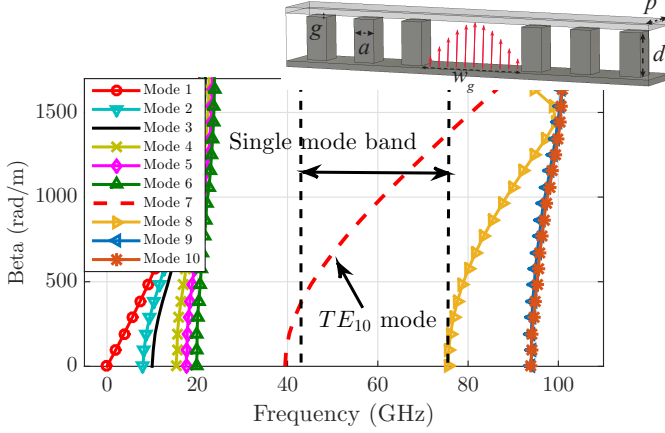 p
g
a
d
w_g
Mode 1
Mode 2
Mode 3
Mode 4
Mode 5
Mode 6
Mode 7
Mode 8
Mode 9
Mode 10
Single mode band
TE₁₀ mode
1500
1000
500
0
Beta (rad/m)
0 20 40 60 80 100
Frequency (GHz)